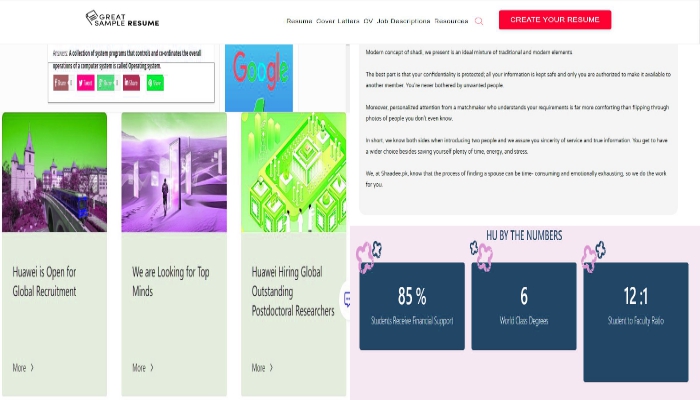 GREAT
SAMPLE RESUME
Resume Cover Letters CV Job Descriptions Resources
CREATE YOUR RESUME
Answers: A collection of system programs that controls and co-ordinates the overall
operations of a computer system is called Operating system.
Share 0 Tweet Share 0 Share Share
Google
Huawei is Open for
Global Recruitment
More
We are Looking for Top
Minds
More
Huawei Hiring Global
Outstanding
Postdoctoral Researchers
More
Modern concept of shadi, we present is an ideal mixture of traditional and modern elements
The best part is that your confidentiality is protected; all your information is kept safe and only you are authorized to make it available to
another member. You're never bothered by unwanted people.
Moreover, personalized attention from a matchmaker who understands your requirements is far more comforting than flipping through
photos of people you don't even know.
In short, we know both sides when introducing two people and we assure you sincerity of service and true information. You get to have
a wider choice besides saving yourself plenty of time, energy, and stress.
We, at Shaadee.pk, know that the process of finding a spouse can be time- consuming and emotionally exhausting, so we do the work
for you.
HU BY THE NUMBERS
85 %
Students Receive Financial Support
6
World Class Degrees
12 :1
Student to Faculty Ratio